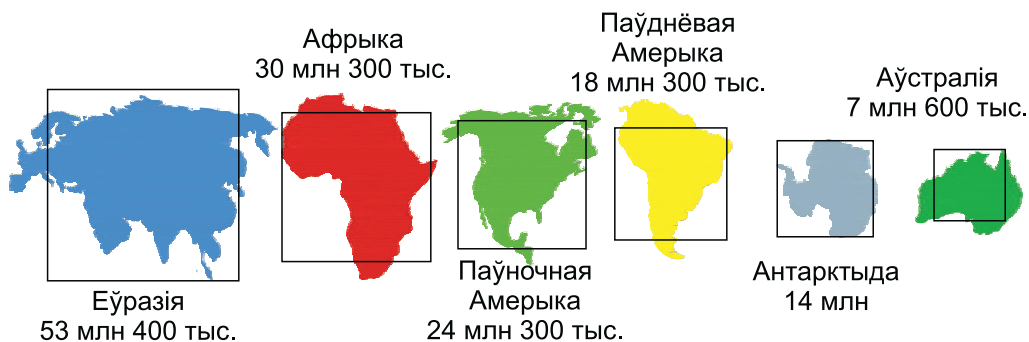 Афрыка
30 млн 300 тыс.
Паўднёвая
Амерыка
18 млн 300 тыс.
Аўстралія
7 млн 600 тыс.
Еўразія
53 млн 400 тыс.
Паўночная
Амерыка
24 млн 300 тыс.
Антарктыда
14 млн